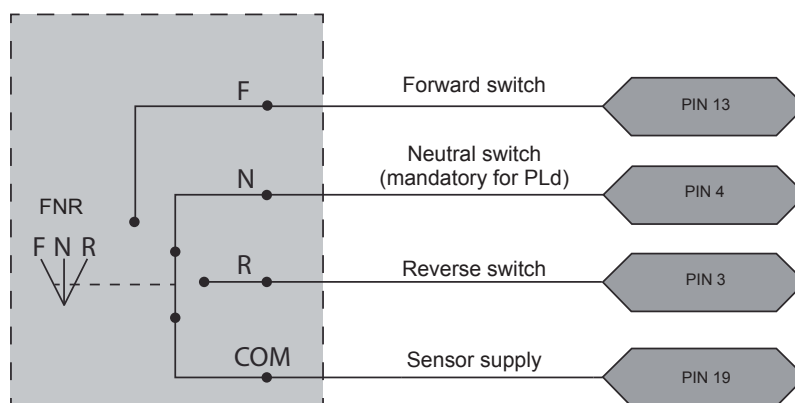 F
Forward switch
PIN 13
Neutral switch
(mandatory for PLd)
N
PIN 4
FNR
F N R
R
Reverse switch
PIN 3
COM
Sensor supply
PIN 19